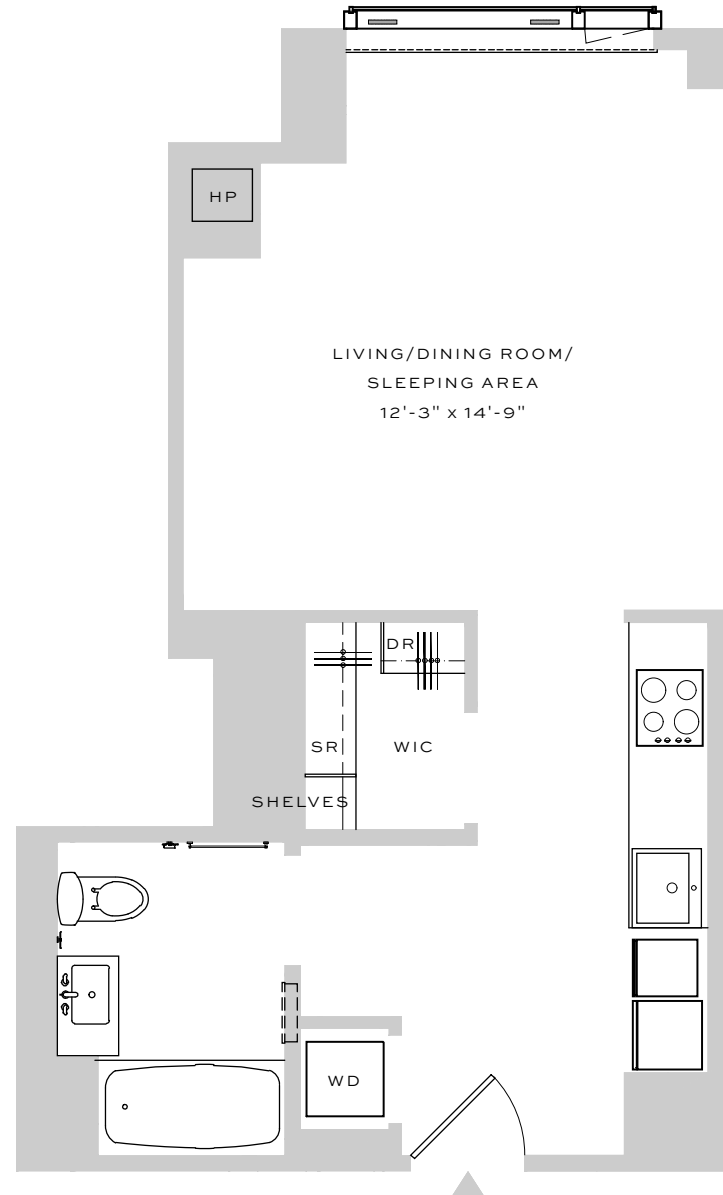 HP
LIVING/DINING ROOM/
SLEEPING AREA
12'-3" x 14'-9"
DR
SR
WIC
SHELVES
WD